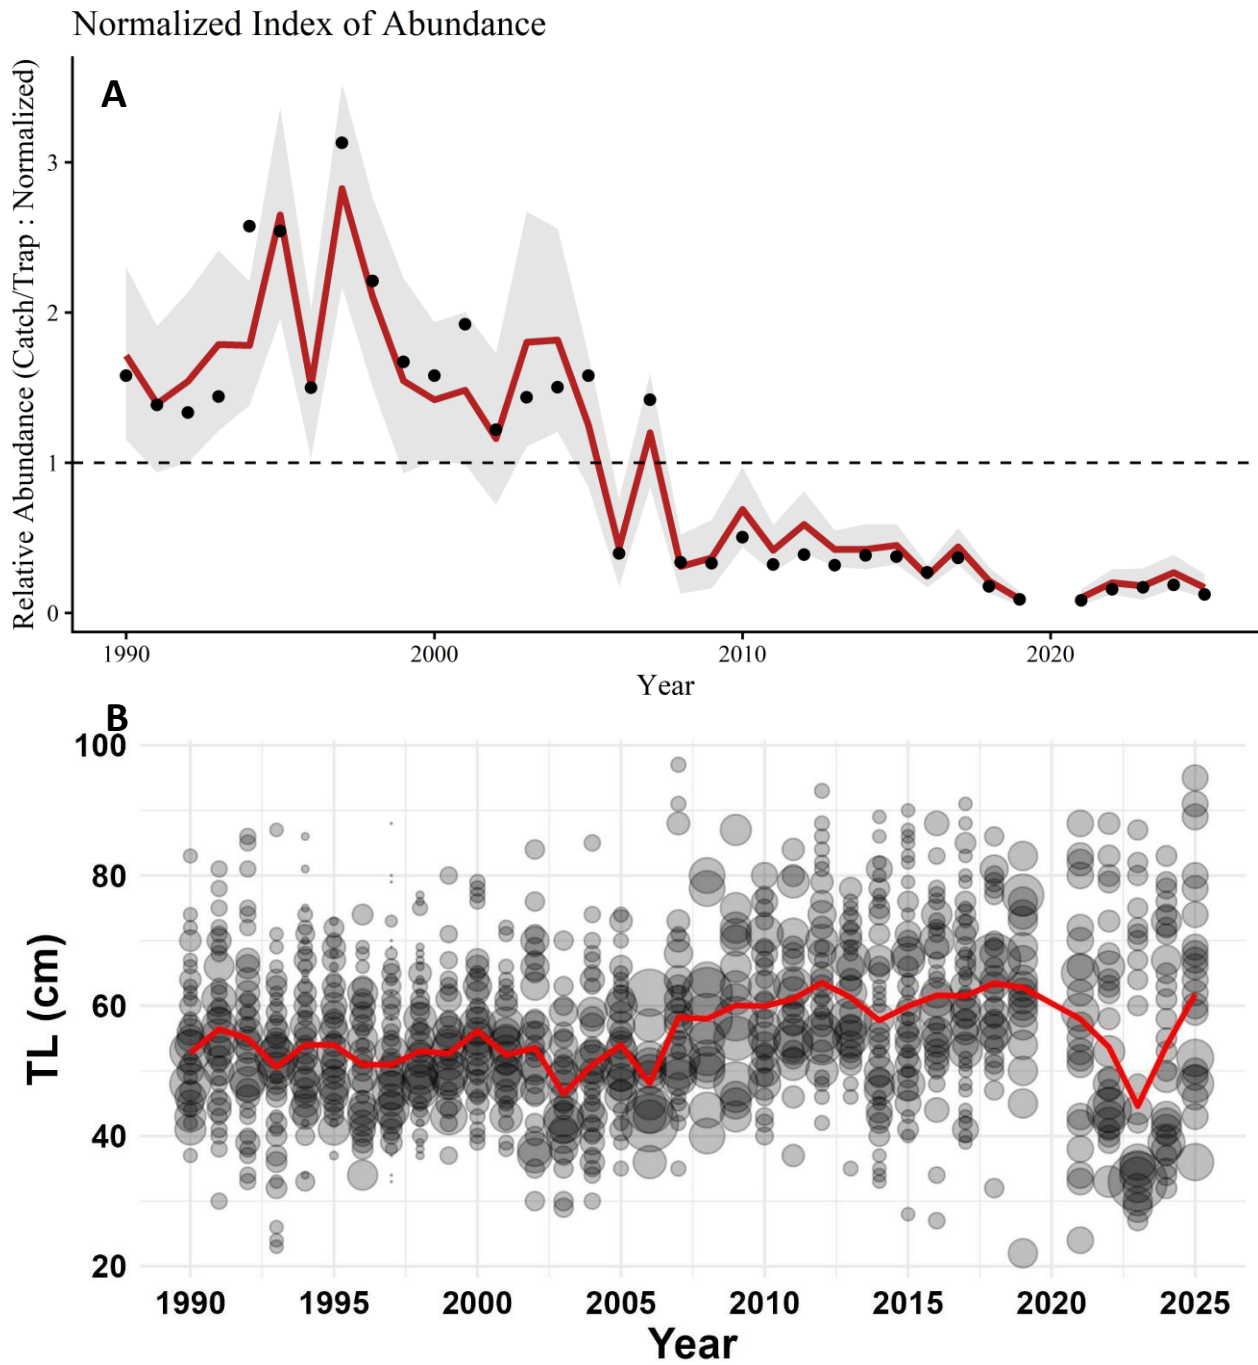 Normalized Index of Abundance
A
Relative Abundance (Catch/Trap : Normalized)
3
2
1
0
1990 2000 2010 2020
Year
B
TL (cm)
100
80
60
40
20
1990 1995 2000 2005 2010 2015 2020 2025
Year